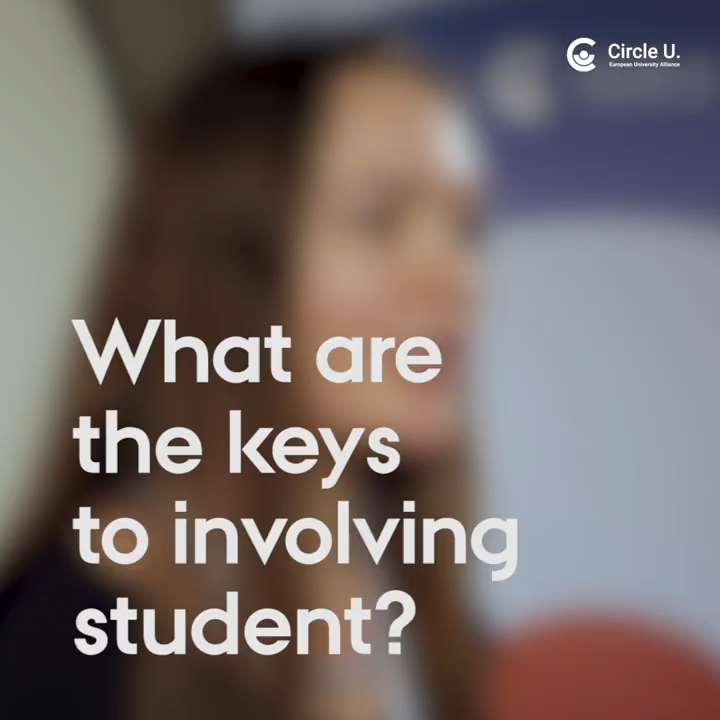 Circle U.
European University Alliance
What are
the keys
to involving
student?